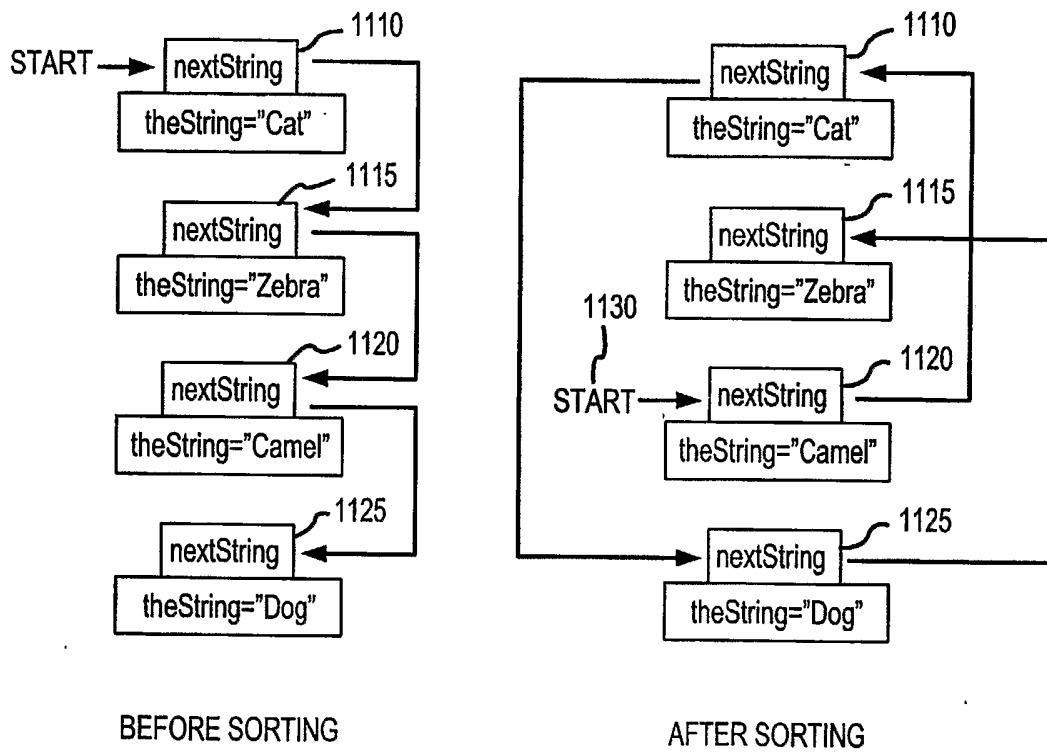 1110
START
nextString
theString="Cat"
1115
nextString
theString="Zebra"
1120
nextString
theString="Camel"
1125
nextString
theString="Dog"
BEFORE SORTING
1110
nextString
theString="Cat"
1115
nextString
theString="Zebra"
1130
START
1120
nextString
theString="Camel"
1125
nextString
theString="Dog"
AFTER SORTING